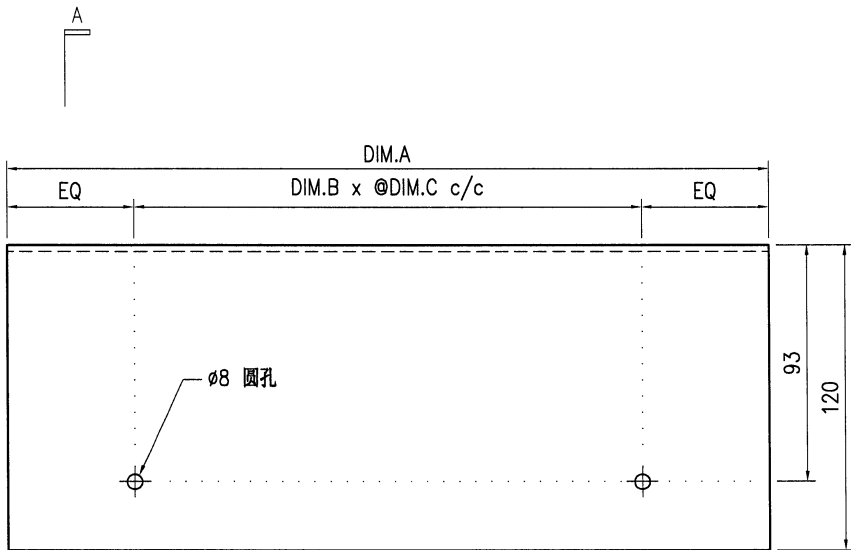 A
DIM.A
EQ
DIM.B x @DIM.C c/c
EQ
93
120
ø8 圆孔